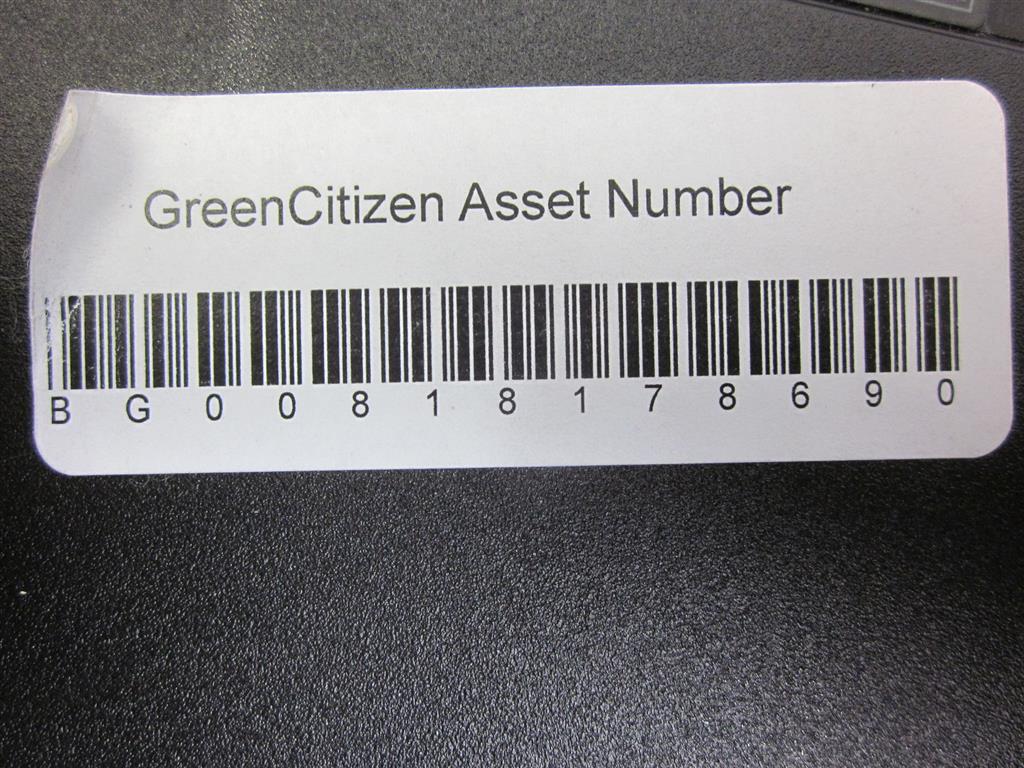 GreenCitizen Asset Number
B G 0 0 8 1 8 1 7 8 6 9 0